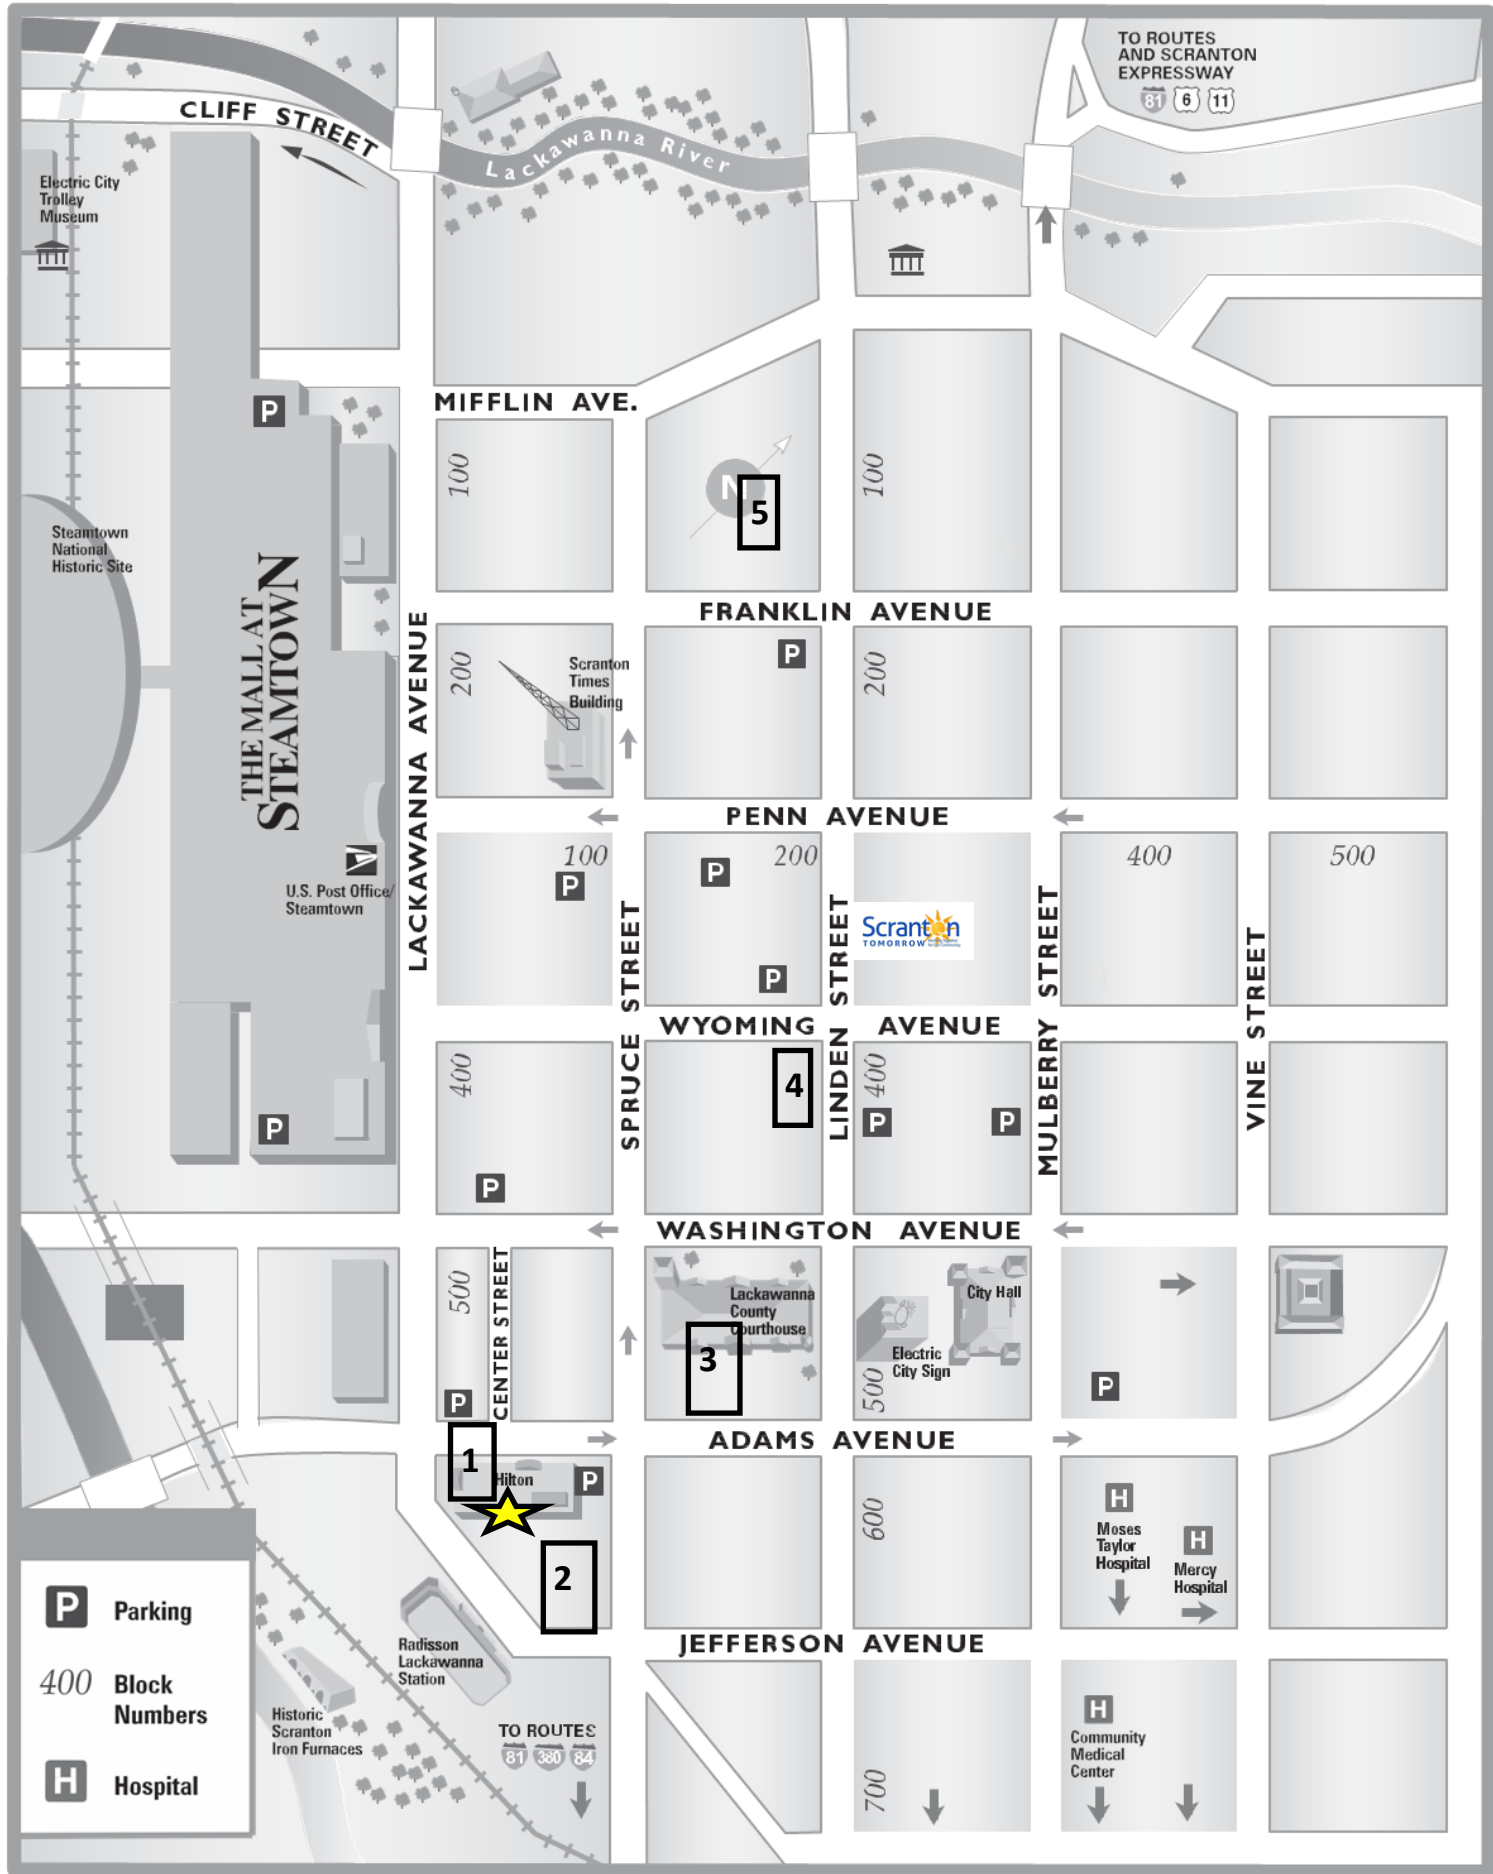 TO ROUTES
AND SCRANTON
EXPRESSWAY
81 6 11
CLIFF STREET
Lackawanna River
Electric City
Trolley
Museum
P
MIFFLIN AVE.
100
100
N
5
Steamtown
National
Historic Site
THE MALL AT
STEAMTOWN
FRANKLIN AVENUE
LACKAWANNA AVENUE
200
Scranton
Times
Building
P
200
PENN AVENUE
100
P
200
P
400
500
U.S. Post Office/
Steamtown
Scranton
TOMORROW
P
SPRUCE STREET
LINDEN STREET
MULBERRY STREET
VINE STREET
WYOMING AVENUE
400
4
400
P
P
P
P
WASHINGTON AVENUE
500
CENTER STREET
Lackawanna
County
Courthouse
3
City Hall
Electric
City Sign
500
P
P
ADAMS AVENUE
1
Hilton
P
2
600
H
Moses
Taylor
Hospital
H
Mercy
Hospital
JEFFERSON AVENUE
Radisson
Lackawanna
Station
Historic
Scranton
Iron Furnaces
TO ROUTES
81 380 84
700
H
Community
Medical
Center
P Parking
400 Block
Numbers
H Hospital